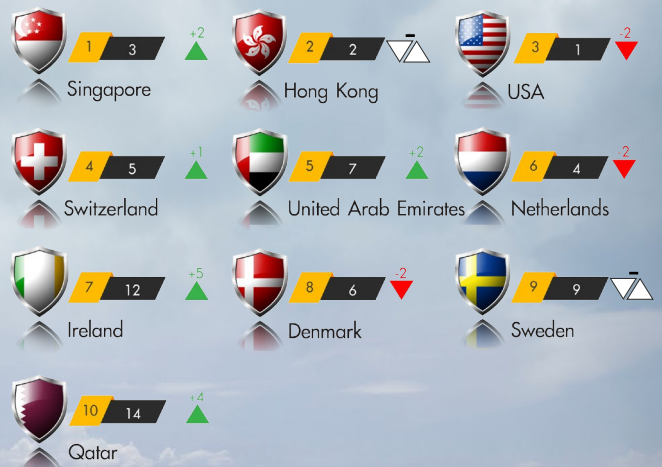 1 3 +2
Singapore
2 2 -
Hong Kong
3 1 -2
USA
4 5 +1
Switzerland
5 7 +2
United Arab Emirates
6 4 -2
Netherlands
7 12 +5
Ireland
8 6 -2
Denmark
9 9 -
Sweden
10 14 +4
Qatar